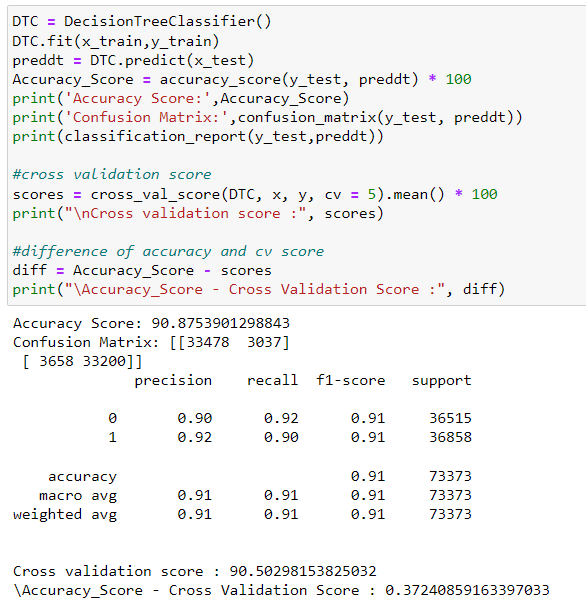 DTC = DecisionTreeClassifier()
DTC.fit(x_train,y_train)
preddt = DTC.predict(x_test)
Accuracy_Score = accuracy_score(y_test, preddt) * 100
print('Accuracy Score:',Accuracy_Score)
print('Confusion Matrix:',confusion_matrix(y_test, preddt))
print(classification_report(y_test,preddt))

#cross validation score
scores = cross_val_score(DTC, x, y, cv = 5).mean() * 100
print("\nCross validation score :", scores)

#difference of accuracy and cv score
diff = Accuracy_Score - scores
print("\Accuracy_Score - Cross Validation Score :", diff)

Accuracy Score: 90.8753901298843
Confusion Matrix: [[33478  3037]
 [ 3658 33200]]
              precision    recall  f1-score   support

           0       0.90      0.92      0.91     36515
           1       0.92      0.90      0.91     36858

    accuracy                           0.91     73373
   macro avg       0.91      0.91      0.91     73373
weighted avg       0.91      0.91      0.91     73373


Cross validation score : 90.50298153825032
\Accuracy_Score - Cross Validation Score : 0.37240859163397033